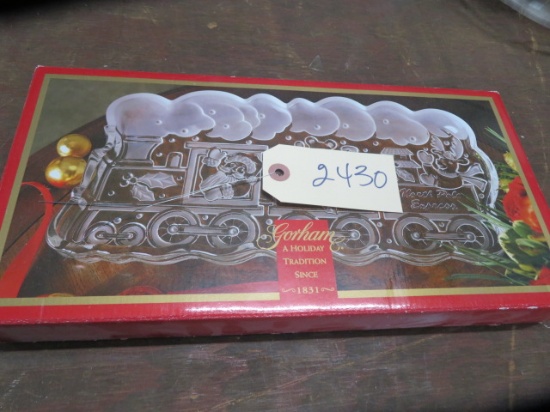 2430
Gorham
A HOLIDAY
TRADITION
SINCE
1831